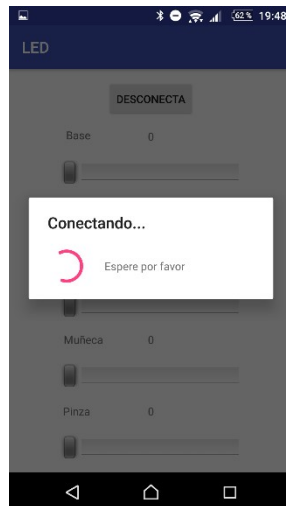 62% 19:48
LED
DESCONECTA
Base 0
Conectando...
Espere por favor
Muñeca 0
Pinza 0